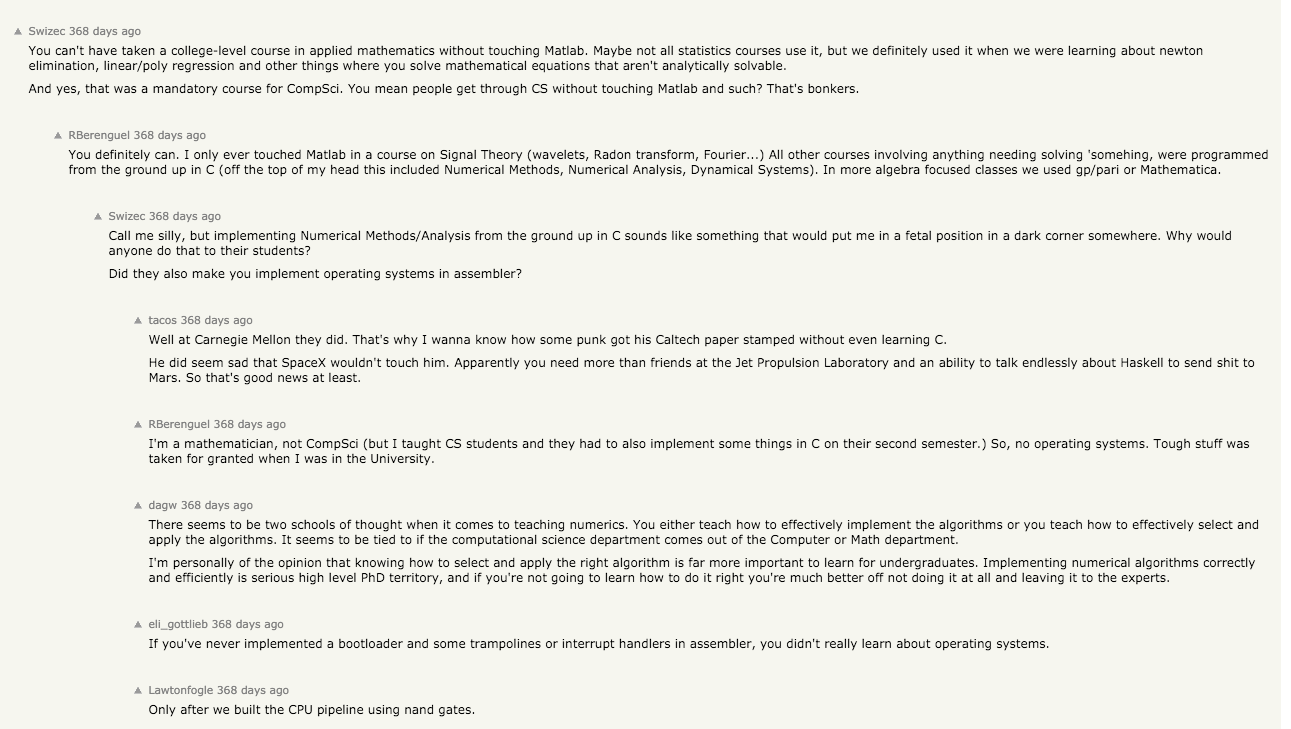 Swizec 368 days ago
You can't have taken a college-level course in applied mathematics without touching Matlab. Maybe not all statistics courses use it, but we definitely used it when we were learning about newton
elimination, linear/poly regression and other things where you solve mathematical equations that aren't analytically solvable.
And yes, that was a mandatory course for CompSci. You mean people get through CS without touching Matlab and such? That's bonkers.
RBerenguel 368 days ago
You definitely can. I only ever touched Matlab in a course on Signal Theory (wavelets, Radon transform, Fourier...) All other courses involving anything needing solving 'somehing, were programmed
from the ground up in C (off the top of my head this included Numerical Methods, Numerical Analysis, Dynamical Systems). In more algebra focused classes we used gp/pari or Mathematica.
Swizec 368 days ago
Call me silly, but implementing Numerical Methods/Analysis from the ground up in C sounds like something that would put me in a fetal position in a dark corner somewhere. Why would
anyone do that to their students?
Did they also make you implement operating systems in assembler?
tacos 368 days ago
Well at Carnegie Mellon they did. That's why I wanna know how some punk got his Caltech paper stamped without even learning C.
He did seem sad that SpaceX wouldn't touch him. Apparently you need more than friends at the Jet Propulsion Laboratory and an ability to talk endlessly about Haskell to send shit to
Mars. So that's good news at least.
RBerenguel 368 days ago
I'm a mathematician, not CompSci (but I taught CS students and they had to also implement some things in C on their second semester.) So, no operating systems. Tough stuff was
taken for granted when I was in the University.
dagw 368 days ago
There seems to be two schools of thought when it comes to teaching numerics. You either teach how to effectively implement the algorithms or you teach how to effectively select and
apply the algorithms. It seems to be tied to if the computational science department comes out of the Computer or Math department.
I'm personally of the opinion that knowing how to select and apply the right algorithm is far more important to learn for undergraduates. Implementing numerical algorithms correctly
and efficiently is serious high level PhD territory, and if you're not going to learn how to do it right you're much better off not doing it at all and leaving it to the experts.
eli_gottlieb 368 days ago
If you've never implemented a bootloader and some trampolines or interrupt handlers in assembler, you didn't really learn about operating systems.
Lawtonfogle 368 days ago
Only after we built the CPU pipeline using nand gates.